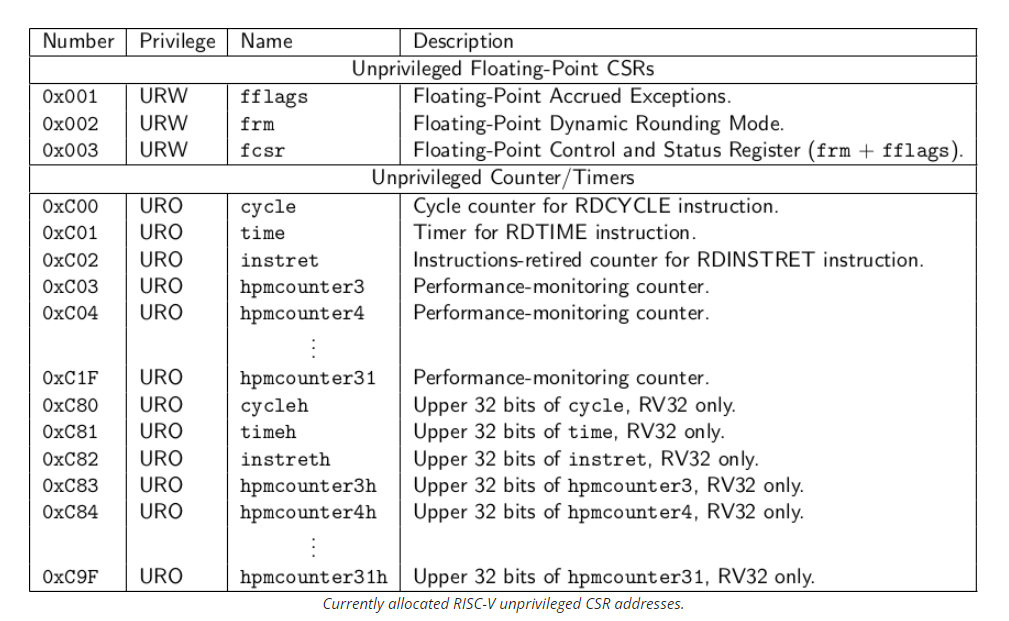 Number Privilege Name Description
Unprivileged Floating-Point CSRs
0x001 URW fflags Floating-Point Accrued Exceptions.
0x002 URW frm Floating-Point Dynamic Rounding Mode.
0x003 URW fcsr Floating-Point Control and Status Register (frm + fflags).
Unprivileged Counter/Timers
0xC00 URO cycle Cycle counter for RDCYCLE instruction.
0xC01 URO time Timer for RDTIME instruction.
0xC02 URO instret Instructions-retired counter for RDINSTRET instruction.
0xC03 URO hpmcounter3 Performance-monitoring counter.
0xC04 URO hpmcounter4 Performance-monitoring counter.
⋮
0xC1F URO hpmcounter31 Performance-monitoring counter.
0xC80 URO cycleh Upper 32 bits of cycle, RV32 only.
0xC81 URO timeh Upper 32 bits of time, RV32 only.
0xC82 URO instreth Upper 32 bits of instret, RV32 only.
0xC83 URO hpmcounter3h Upper 32 bits of hpmcounter3, RV32 only.
0xC84 URO hpmcounter4h Upper 32 bits of hpmcounter4, RV32 only.
⋮
0xC9F URO hpmcounter31h Upper 32 bits of hpmcounter31, RV32 only.
Currently allocated RISC-V unprivileged CSR addresses.